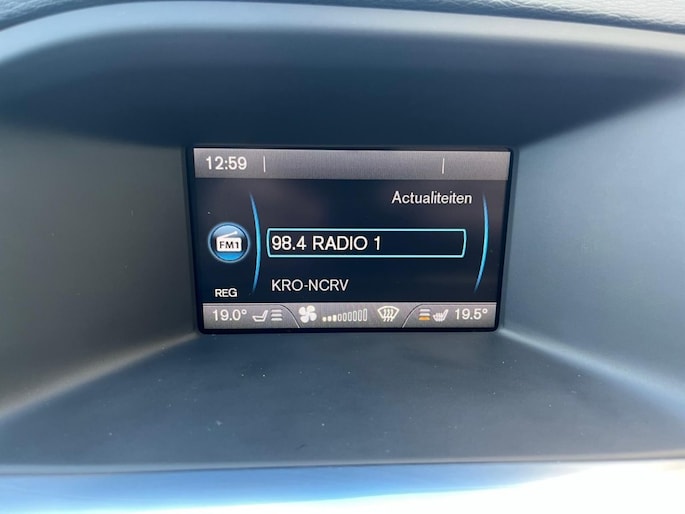 12:59
Actualiteiten
FM1
98.4 RADIO 1
REG
KRO-NCRV
19.0° 19.5°